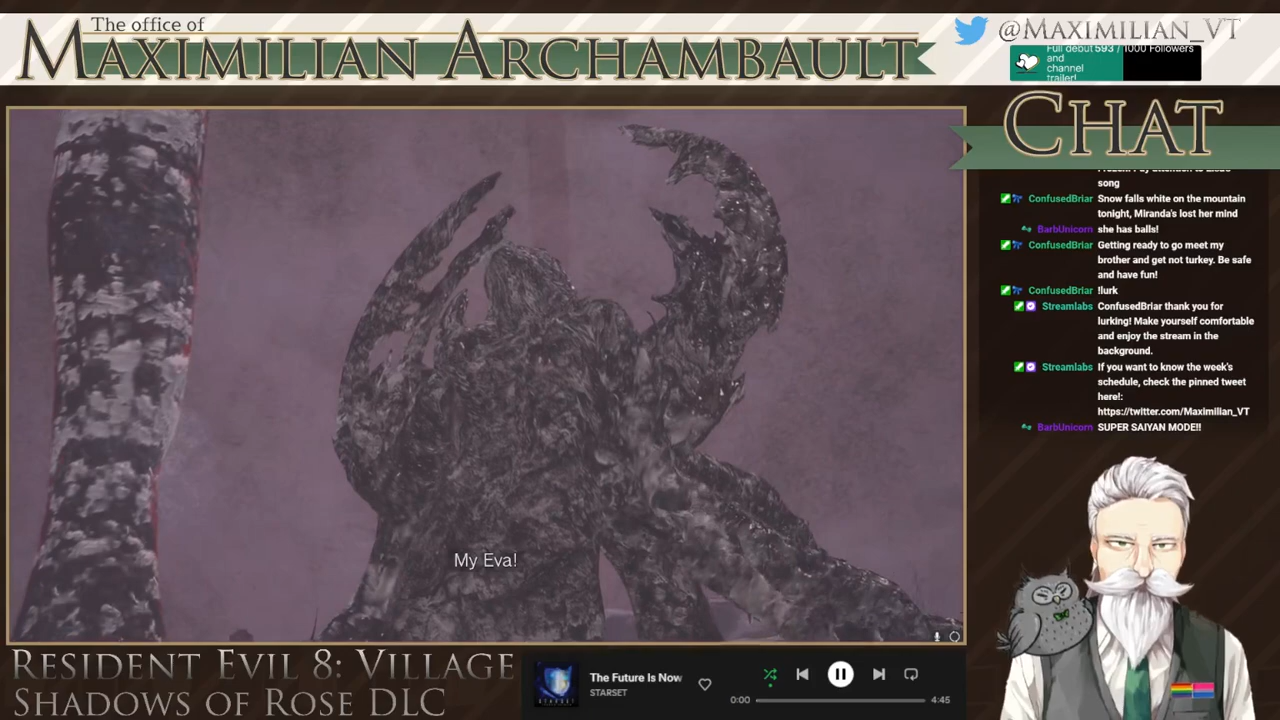 The office of
MAXIMILIAN ARCHAMBAULT
@MAXIMILIAN_VT
Full debut 593 / 1000 Followers
and
channel
trailer!
CHAT
song
ConfusedBriar Snow falls white on the mountain
tonight, Miranda's lost her mind
BarbUnicorn she has balls!
ConfusedBriar Getting ready to go meet my
brother and get not turkey. Be safe
and have fun!
ConfusedBriar !lurk
Streamlabs ConfusedBriar thank you for
lurking! Make yourself comfortable
and enjoy the stream in the
background.
Streamlabs If you want to know the week's
schedule, check the pinned tweet
here!:
https://twitter.com/Maximilian_VT
BarbUnicorn SUPER SAIYAN MODE!!
My Eva!
RESIDENT EVIL 8: VILLAGE
SHADOWS OF ROSE DLC
The Future Is Now
STARSET
0:00
4:45